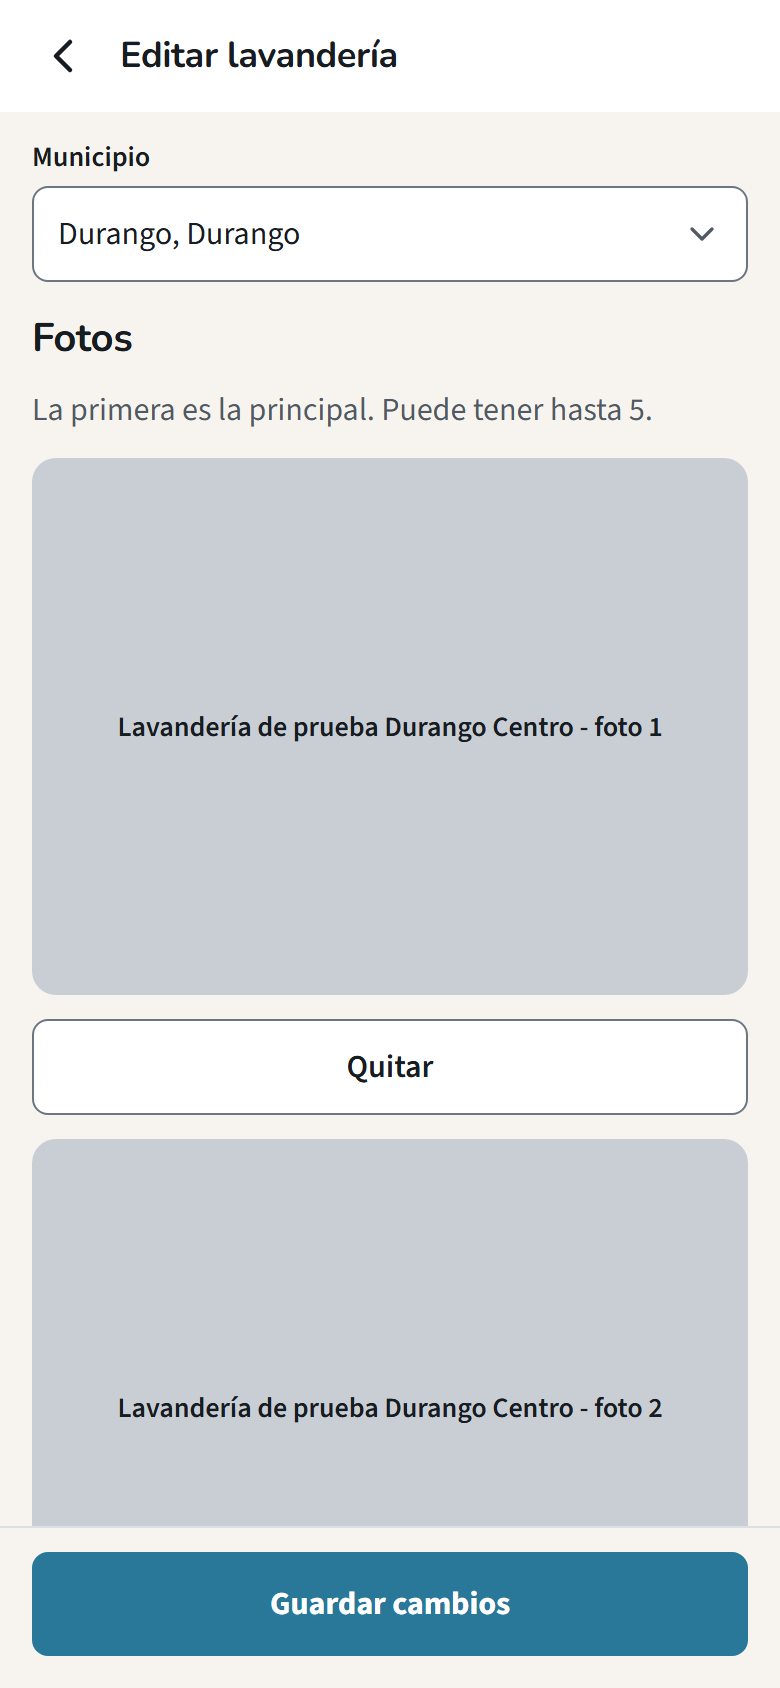 Editar lavandería
Municipio
Durango, Durango
Fotos
La primera es la principal. Puede tener hasta 5.
Lavandería de prueba Durango Centro - foto 1
Quitar
Lavandería de prueba Durango Centro - foto 2
Guardar cambios